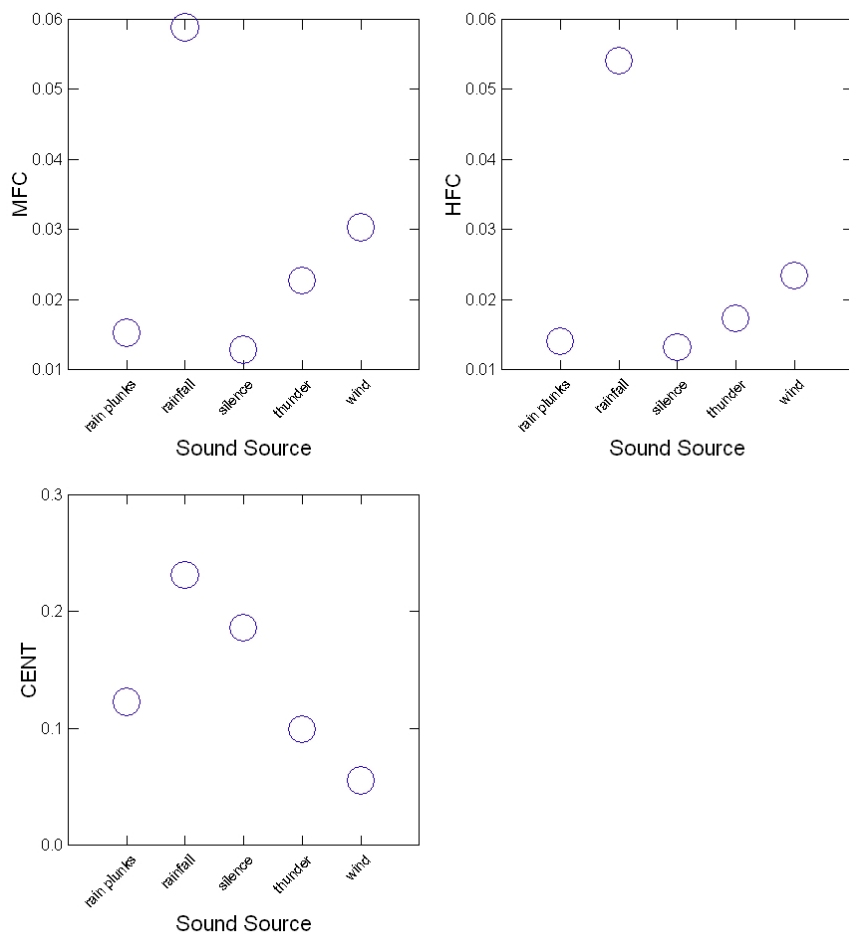 0.06
0.05
0.04
0.03
0.02
0.01
MFC
rain plunks
rainfall
silence
thunder
wind
Sound Source
0.06
0.05
0.04
0.03
0.02
0.01
HFC
rain plunks
rainfall
silence
thunder
wind
Sound Source
0.3
0.2
0.1
0.0
CENT
rain plunks
rainfall
silence
thunder
wind
Sound Source